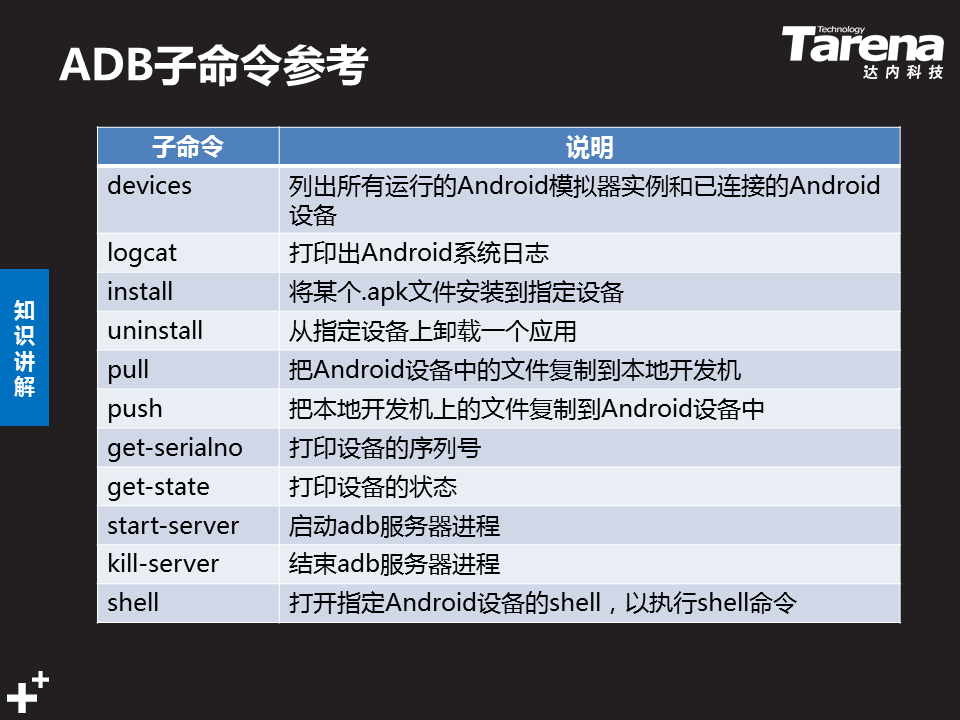 ADB子命令参考
Technology
Tarena
达内科技
子命令 说明
devices 列出所有运行的Android模拟器实例和已连接的Android
设备
logcat 打印出Android系统日志
install 将某个.apk文件安装到指定设备
uninstall 从指定设备上卸载一个应用
pull 把Android设备中的文件复制到本地开发机
push 把本地开发机上的文件复制到Android设备中
get-serialno 打印设备的序列号
get-state 打印设备的状态
start-server 启动adb服务器进程
kill-server 结束adb服务器进程
shell 打开指定Android设备的shell，以执行shell命令
知
识
讲
解